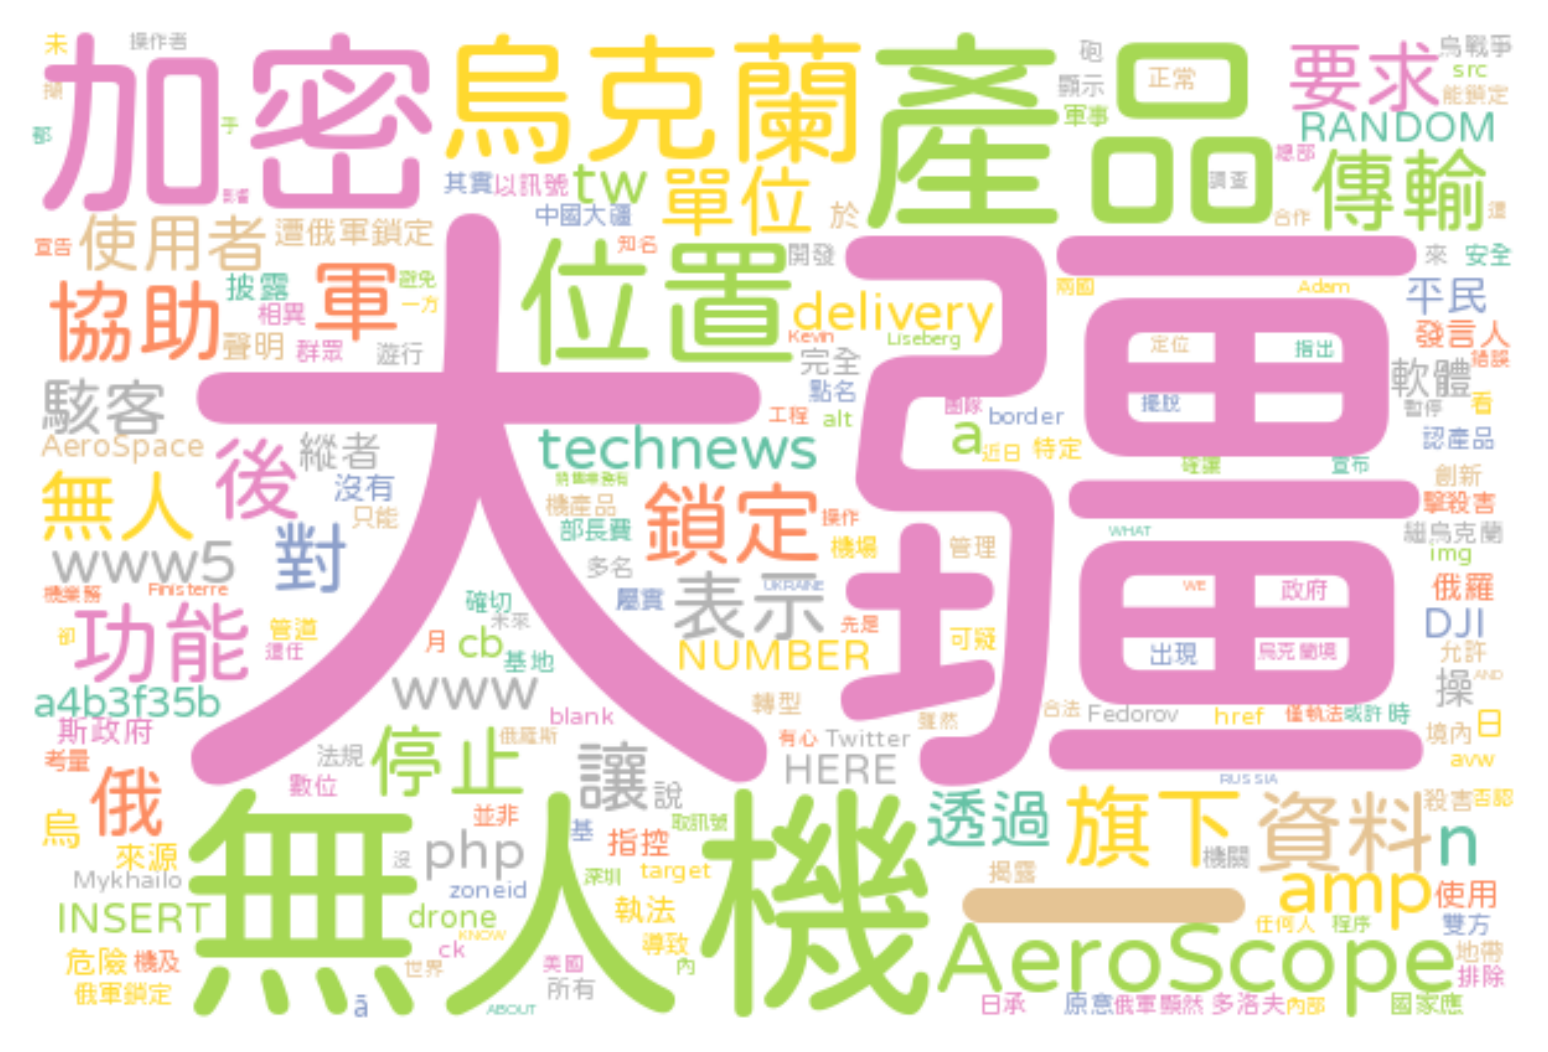 未
操作者
加密
烏克蘭
產品
砲
正常
要求
烏戰爭
src
能鎖定
顯示
軍事
RANDOM
都
于
影響
其實
以訊號
tw
單位
於
總部
調查
傳輸
遭
中國大疆
合作
宣告
使用者
遭俄軍鎖定
知名
位置
開發
大疆
來
安全
協助
披露
相異
軍
避免
一方
delivery
兩國
Adam
平民
聲明
群眾
遊行
Kevin
Liseberg
發言人
錯誤
定位
指出
駭客
完全
點名
軟體
工程
alt
團隊
border
擺脫
暫停
看
AeroSpace
後
縱者
technews
a
近日
特定
認產品
沒有
確讓
宣布
創新
無人
只能
機產品
鎖定
操作
擊殺害
www5
對
部長費
機場
管理
WHAT
繼烏克蘭
img
多名
表示
UKRAINE
機業務
Finisterre
屬實
WE
政府
俄羅
功能
管道
確切
未來
先是
DJI
卻
還在
月
cb
基地
NUMBER
可疑
出現
烏克蘭境
允許
a4b3f35b
www
轉型
操
AND
斯政府
blank
雖然
合法
Fedorov
href
僅執法
或許
時
境內
日
考量
法規
停止
俄羅斯
讓
有心
Twitter
HERE
avw
俄
數位
說
RUSSIA
烏
並非
取訊號
透過
旗下
資料
殺害
否認
來源
沒
php
基
指控
機關
n
Mykhailo
無人機
zoneid
深圳
target
揭露
amp
使用
INSERT
drone
執法
一
任何人
程序
雙方
KNOW
ck
導致
AeroScope
地帶
危險
機及
世界
美國
內
排除
俄軍鎖定
所有
ā
ABOUT
日承
原意
俄軍顯然
多洛夫
內部
國家應